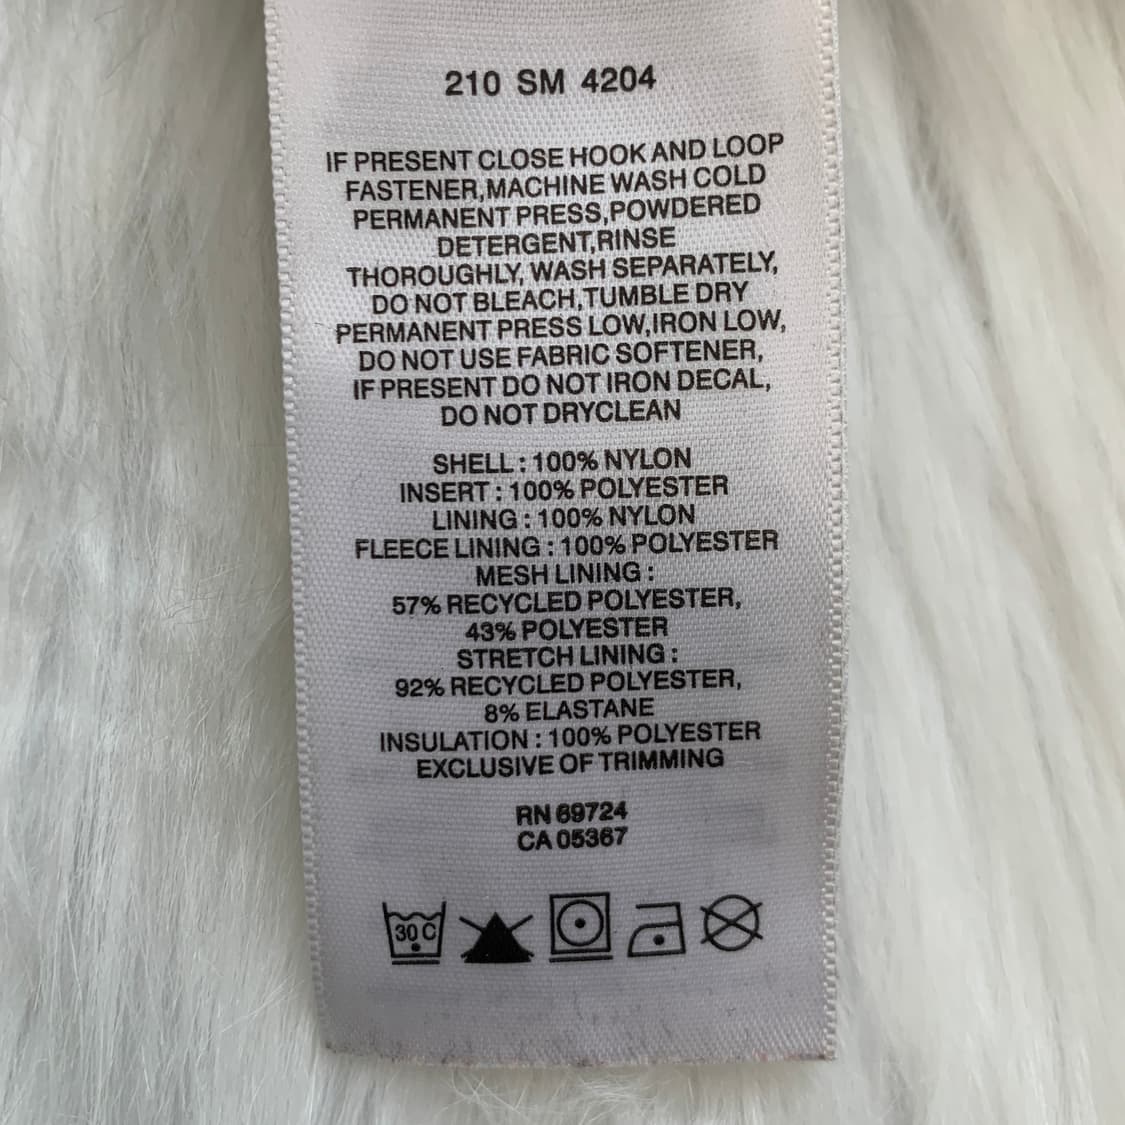 210 SM 4204
IF PRESENT CLOSE HOOK AND LOOP
FASTENER,MACHINE WASH COLD
PERMANENT PRESS,POWDERED
DETERGENT,RINSE
THOROUGHLY, WASH SEPARATELY,
DO NOT BLEACH,TUMBLE DRY
PERMANENT PRESS LOW,IRON LOW,
DO NOT USE FABRIC SOFTENER,
IF PRESENT DO NOT IRON DECAL,
DO NOT DRYCLEAN
SHELL : 100% NYLON
INSERT : 100% POLYESTER
LINING : 100% NYLON
FLEECE LINING : 100% POLYESTER
MESH LINING :
57% RECYCLED POLYESTER,
43% POLYESTER
STRETCH LINING :
92% RECYCLED POLYESTER,
8% ELASTANE
INSULATION : 100% POLYESTER
EXCLUSIVE OF TRIMMING
RN 69724
CA 05367
30 C